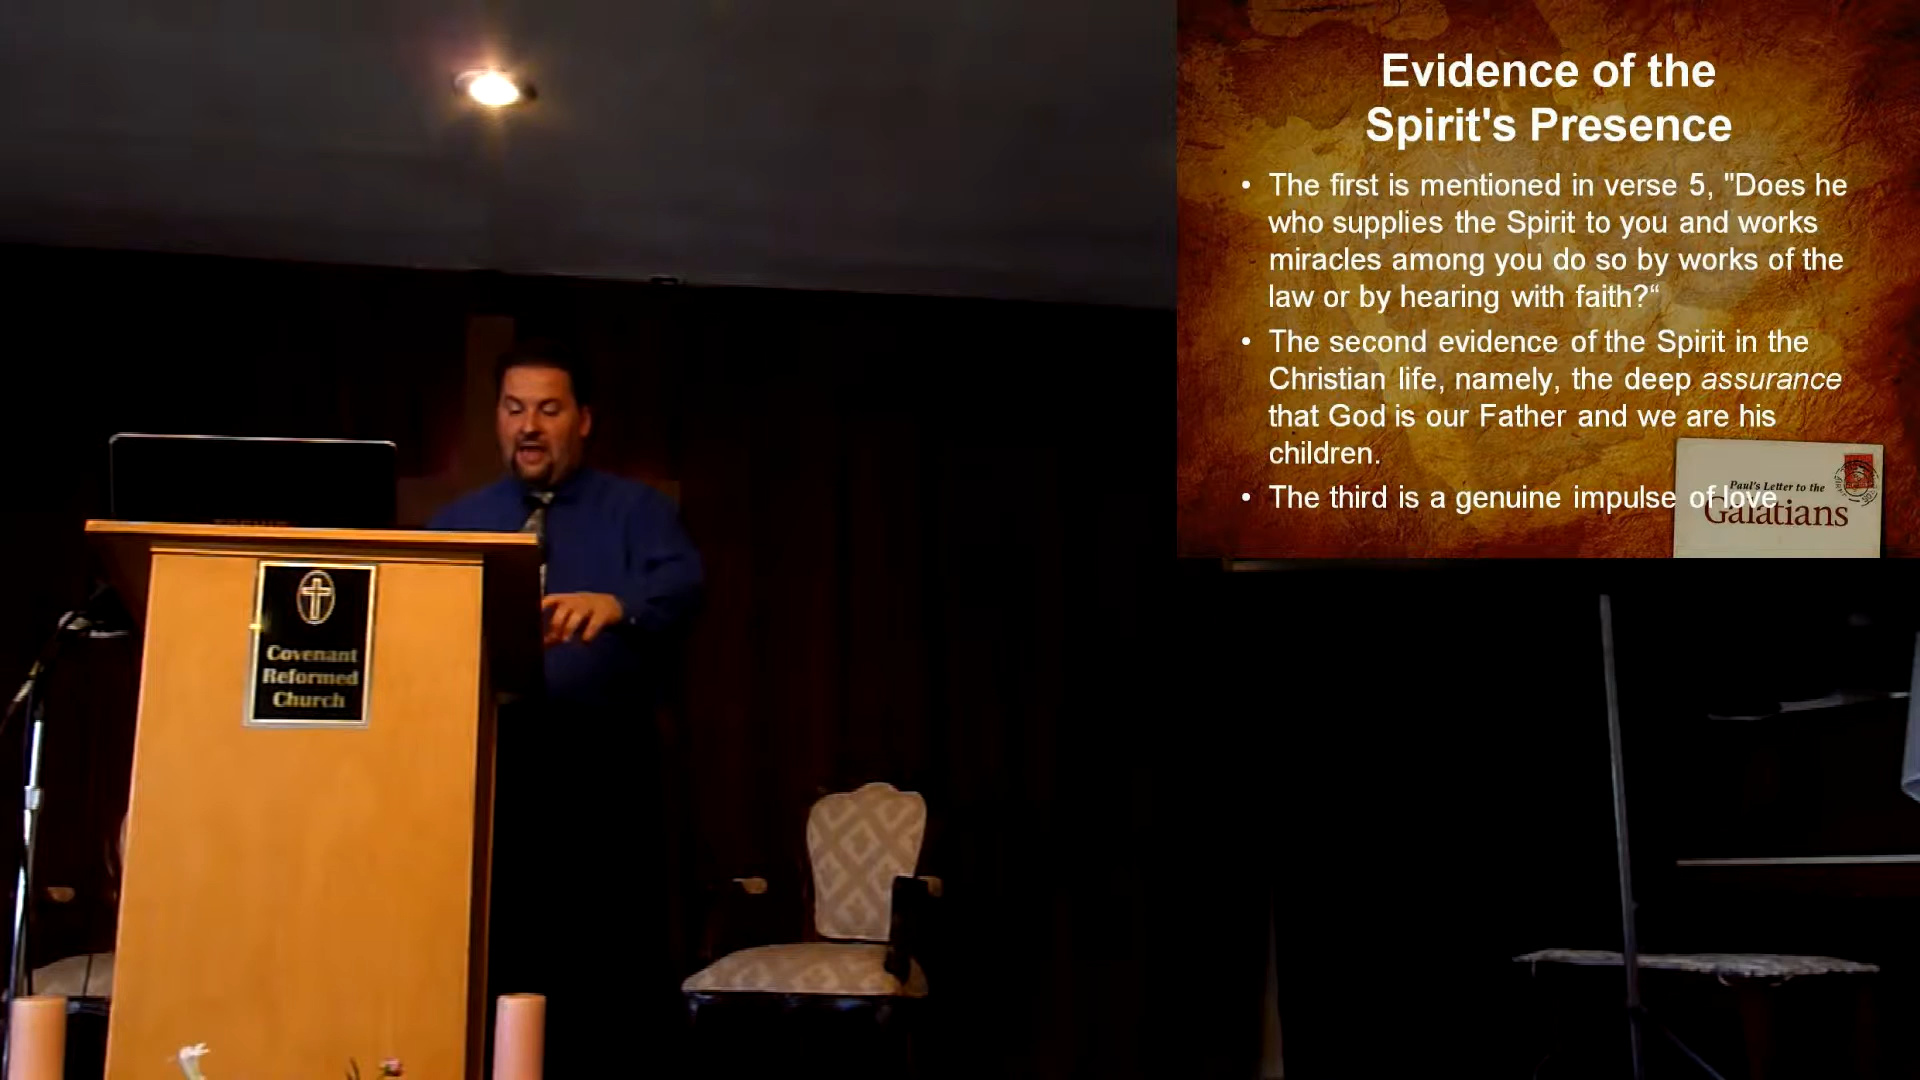 Evidence of the
Spirit's Presence
• The first is mentioned in verse 5, "Does he
who supplies the Spirit to you and works
miracles among you do so by works of the
law or by hearing with faith?“
• The second evidence of the Spirit in the
Christian life, namely, the deep assurance
that God is our Father and we are his
children.
• The third is a genuine impulse of love
Paul's Letter to the
Galatians
Covenant
Reformed
Church